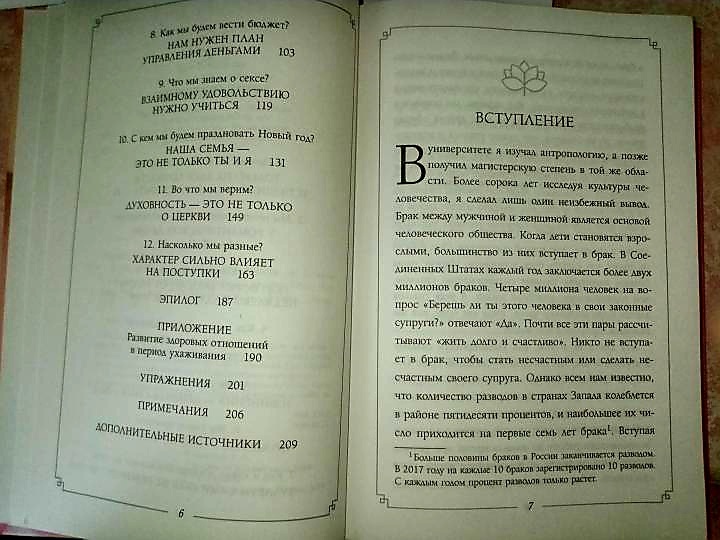 8. Как мы будем вести бюджет?
НАМ НУЖЕН ПЛАН
УПРАВЛЕНИЯ ДЕНЬГАМИ 103
9. Что мы знаем о сексе?
ВЗАИМНОМУ УДОВОЛЬСТВИЮ
НУЖНО УЧИТЬСЯ 119
10. С кем мы будем праздновать Новый год?
НАША СЕМЬЯ —
ЭТО НЕ ТОЛЬКО ТЫ И Я 131
11. Во что мы верим?
ДУХОВНОСТЬ — ЭТО НЕ ТОЛЬКО
О ЦЕРКВИ 149
12. Насколько мы разные?
ХАРАКТЕР СИЛЬНО ВЛИЯЕТ
НА ПОСТУПКИ 163
ЭПИЛОГ 187
ПРИЛОЖЕНИЕ
Развитие здоровых отношений
в период ухаживания 190
УПРАЖНЕНИЯ 201
ПРИМЕЧАНИЯ 206
ДОПОЛНИТЕЛЬНЫЕ ИСТОЧНИКИ 209
6
ВСТУПЛЕНИЕ
В университете я изучал антропологию, а позже
получил магистерскую степень в той же обла-
сти. Более сорока лет исследуя культуры че-
ловечества, я сделал лишь один неизбежный вывод.
Брак между мужчиной и женщиной является основой
человеческого общества. Когда дети становятся взро-
слыми, большинство из них вступает в брак. В Сое-
диненных Штатах каждый год заключается более двух
миллионов браков. Четыре миллиона человек на во-
прос «Берешь ли ты этого человека в свои законные
супруги?» отвечают «Да». Почти все эти пары рассчи-
тывают «жить долго и счастливо». Никто не вступа-
ет в брак, чтобы стать несчастным или сделать не-
счастным своего супруга. Однако всем нам известно,
что количество разводов в странах Запада колеблется
в районе пятидесяти процентов, и наибольшее их чи-
сло приходится на первые семь лет брака¹. Вступая
¹ Больше половины браков в России заканчивается разводом.
В 2017 году на каждые 10 браков зарегистрировано 10 разводов.
С каждым годом процент разводов только растет.
7